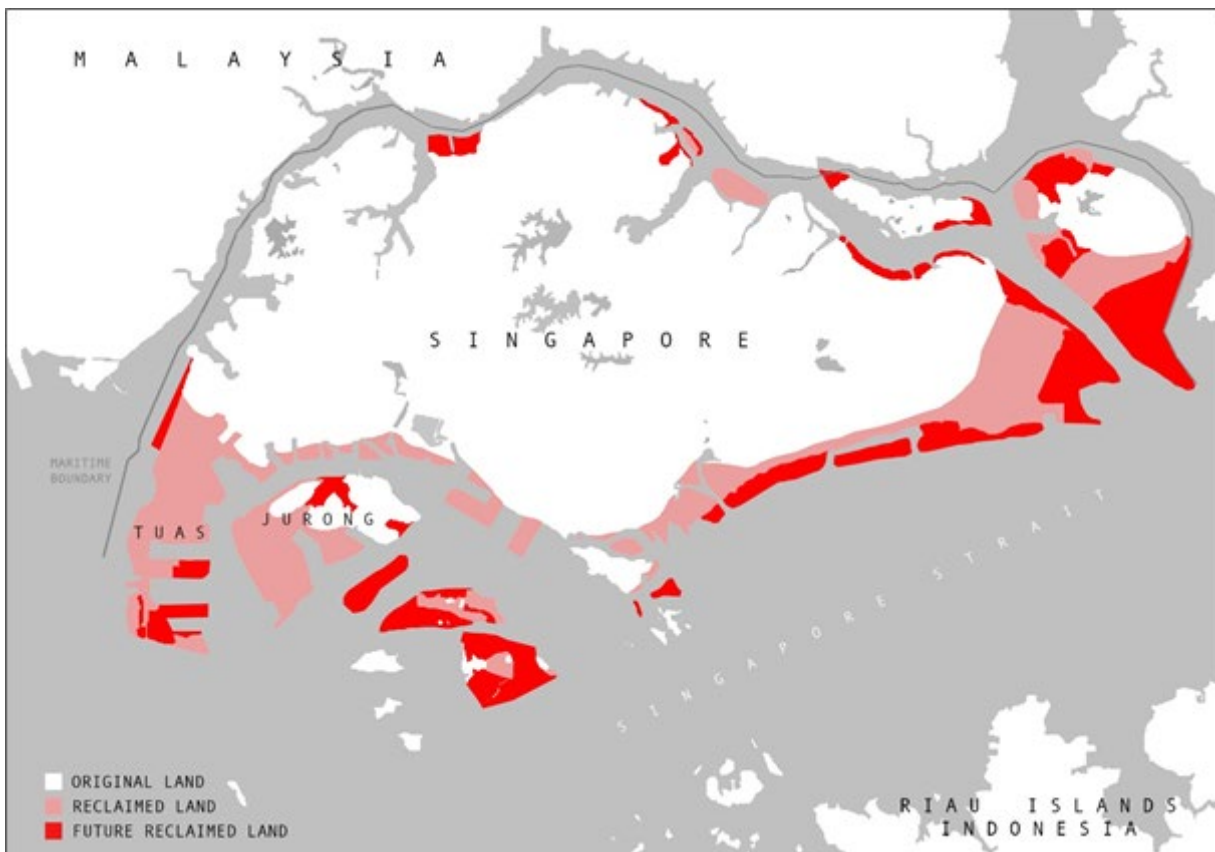 MALAYSIA
SINGAPORE
MARITIME
BOUNDARY
TUAS
JURONG
SINGAPORE STRAIT
ORIGINAL LAND
RECLAIMED LAND
FUTURE RECLAIMED LAND
RIAU ISLANDS
INDONESIA